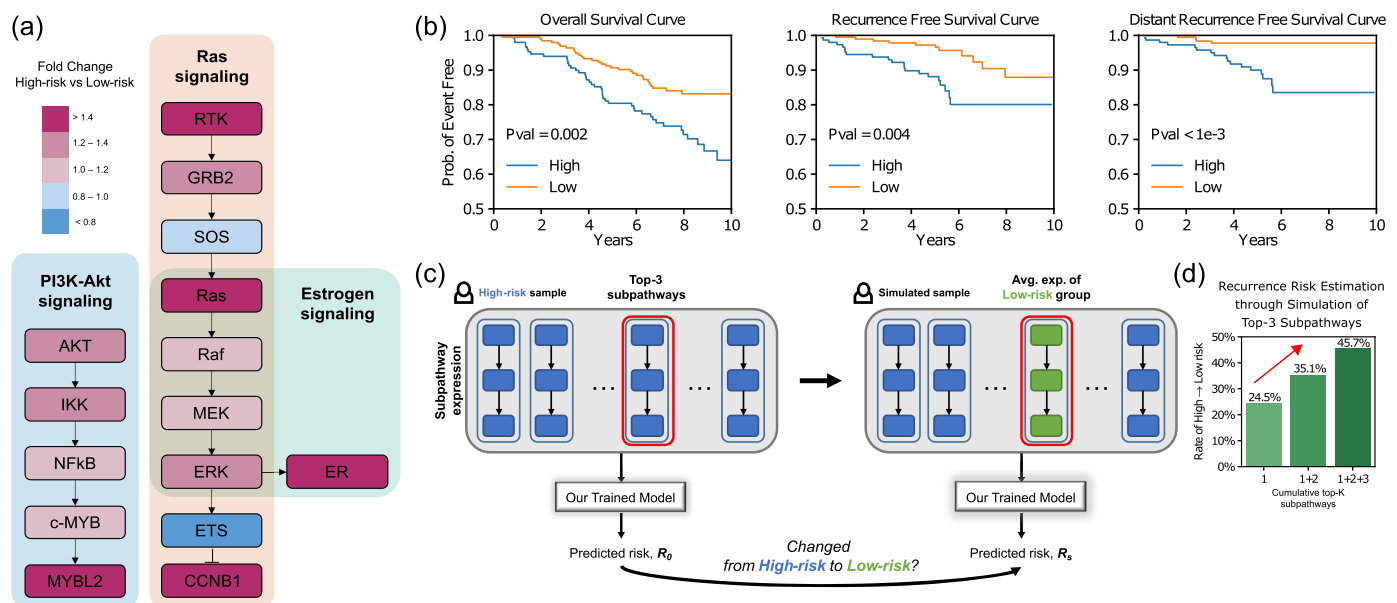 (a)
Fold Change
High-risk vs Low-risk
> 1.4
1.2 – 1.4
1.0 – 1.2
0.8 – 1.0
< 0.8
PI3K-Akt
signaling
AKT
IKK
NFkB
c-MYB
MYBL2
Ras
signaling
RTK
GRB2
SOS
Ras
Raf
MEK
ERK
ETS
CCNB1
Estrogen
signaling
ER
(b)
Overall Survival Curve
Prob. of Event Free
1.0
0.9
0.8
0.7
0.6
0.5
Pval = 0.002
High
Low
0 2 4 6 8 10
Years
Recurrence Free Survival Curve
1.0
0.9
0.8
0.7
0.6
0.5
Pval = 0.004
High
Low
0 2 4 6 8 10
Years
Distant Recurrence Free Survival Curve
1.0
0.9
0.8
0.7
0.6
0.5
Pval <1e-3
High
Low
0 2 4 6 8 10
Years
(c)
High-risk sample
Top-3
subpathways
Subpathway
expression
...
...
Our Trained Model
Predicted risk, R0
Simulated sample
Avg. exp. of
Low-risk group
...
...
Our Trained Model
Predicted risk, Rs
Changed
from High-risk to Low-risk?
(d)
Recurrence Risk Estimation
through Simulation of
Top-3 Subpathways
Rate of High → Low risk
50%
40%
30%
20%
10%
0%
24.5%
35.1%
45.7%
1 1+2 1+2+3
Cumulative top-K
subpathways